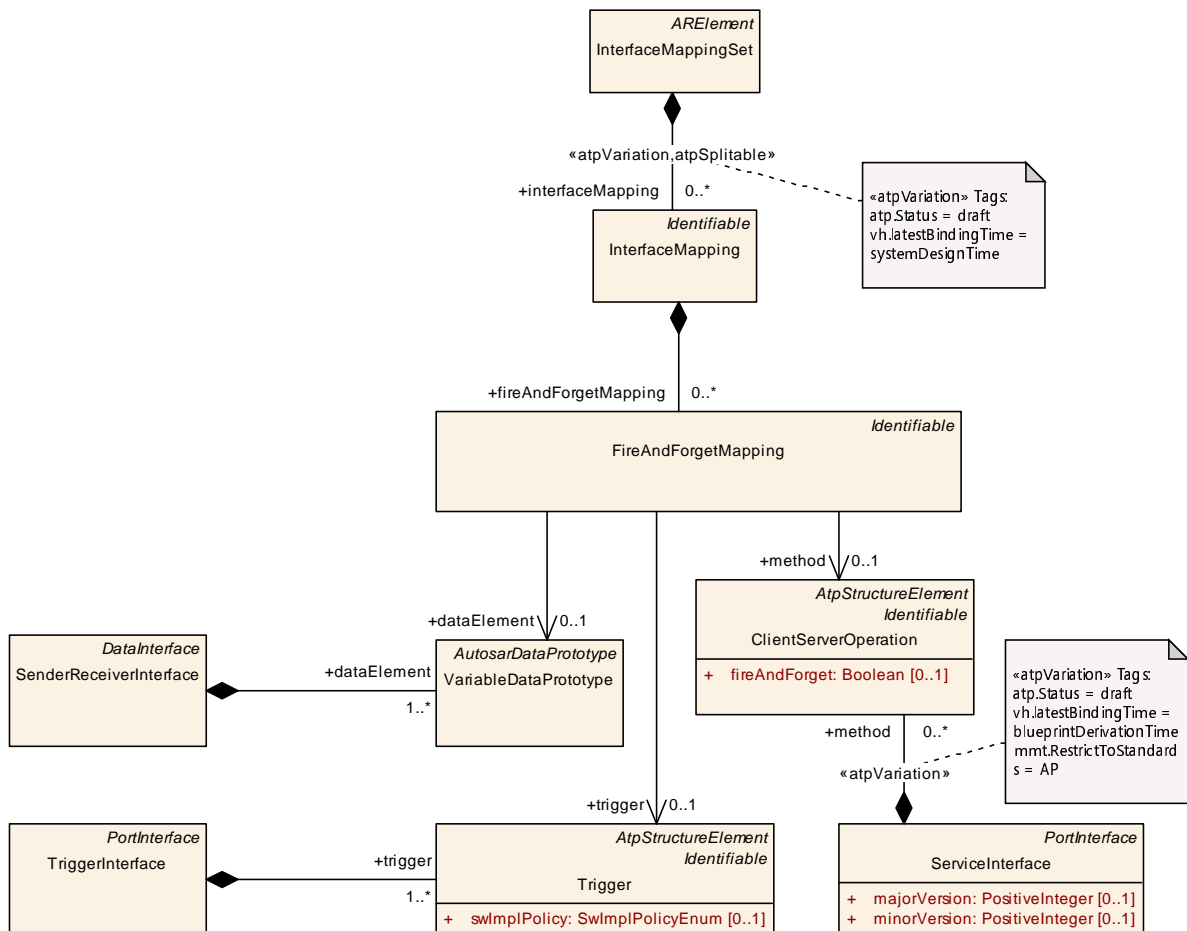 ARElement
InterfaceMappingSet
«atpVariation,atpSplitable»
+interfaceMapping 0..*
«atpVariation» Tags:
atp.Status = draft
vh.latestBindingTime =
systemDesignTime
Identifiable
InterfaceMapping
+fireAndForgetMapping 0..*
Identifiable
FireAndForgetMapping
+method 0..1
+dataElement 0..1
AtpStructureElement
Identifiable
ClientServerOperation
+ fireAndForget: Boolean [0..1]
DataInterface
SenderReceiverInterface
+dataElement
1..*
AutosarDataPrototype
VariableDataPrototype
«atpVariation» Tags:
atp.Status = draft
vh.latestBindingTime =
blueprintDerivationTime
mmt.RestrictToStandard
s = AP
+method 0..*
«atpVariation»
+trigger 0..1
PortInterface
TriggerInterface
+trigger
1..*
AtpStructureElement
Identifiable
Trigger
+ swImplPolicy: SwImplPolicyEnum [0..1]
PortInterface
ServiceInterface
+ majorVersion: PositiveInteger [0..1]
+ minorVersion: PositiveInteger [0..1]